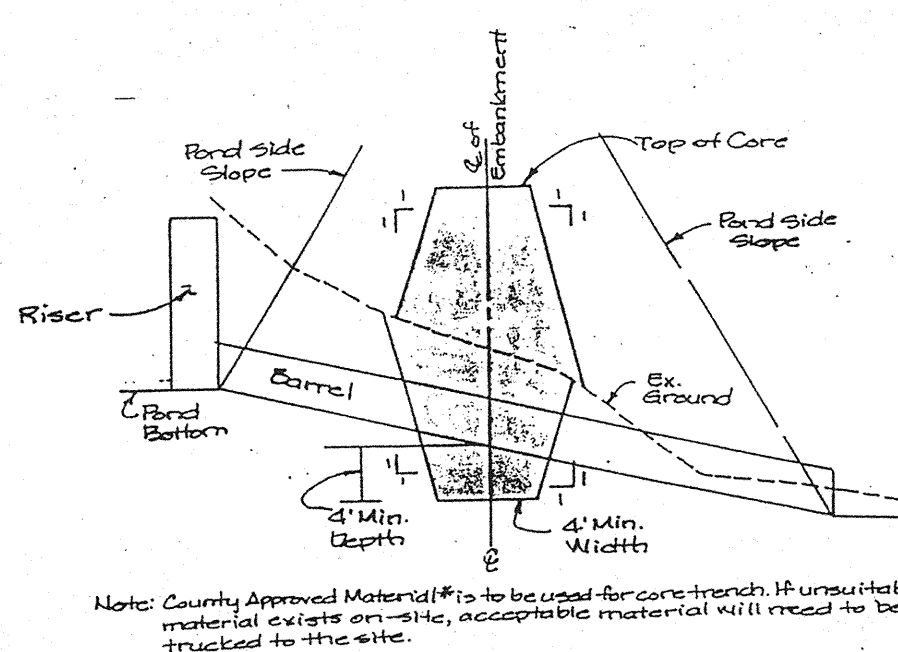 ℄ of
Embankment
Pond Side
Slope
Top of Core
1
1
1
1
Pond Side
Slope
Riser
Barrel
Ex.
Ground
Pond
Bottom
1
1
1
1
4' Min.
Depth
4' Min.
Width
℄
Note: County Approved Material* is to be used for core trench. If unsuitab
material exists on-site, acceptable material will need to be
trucked to the site.